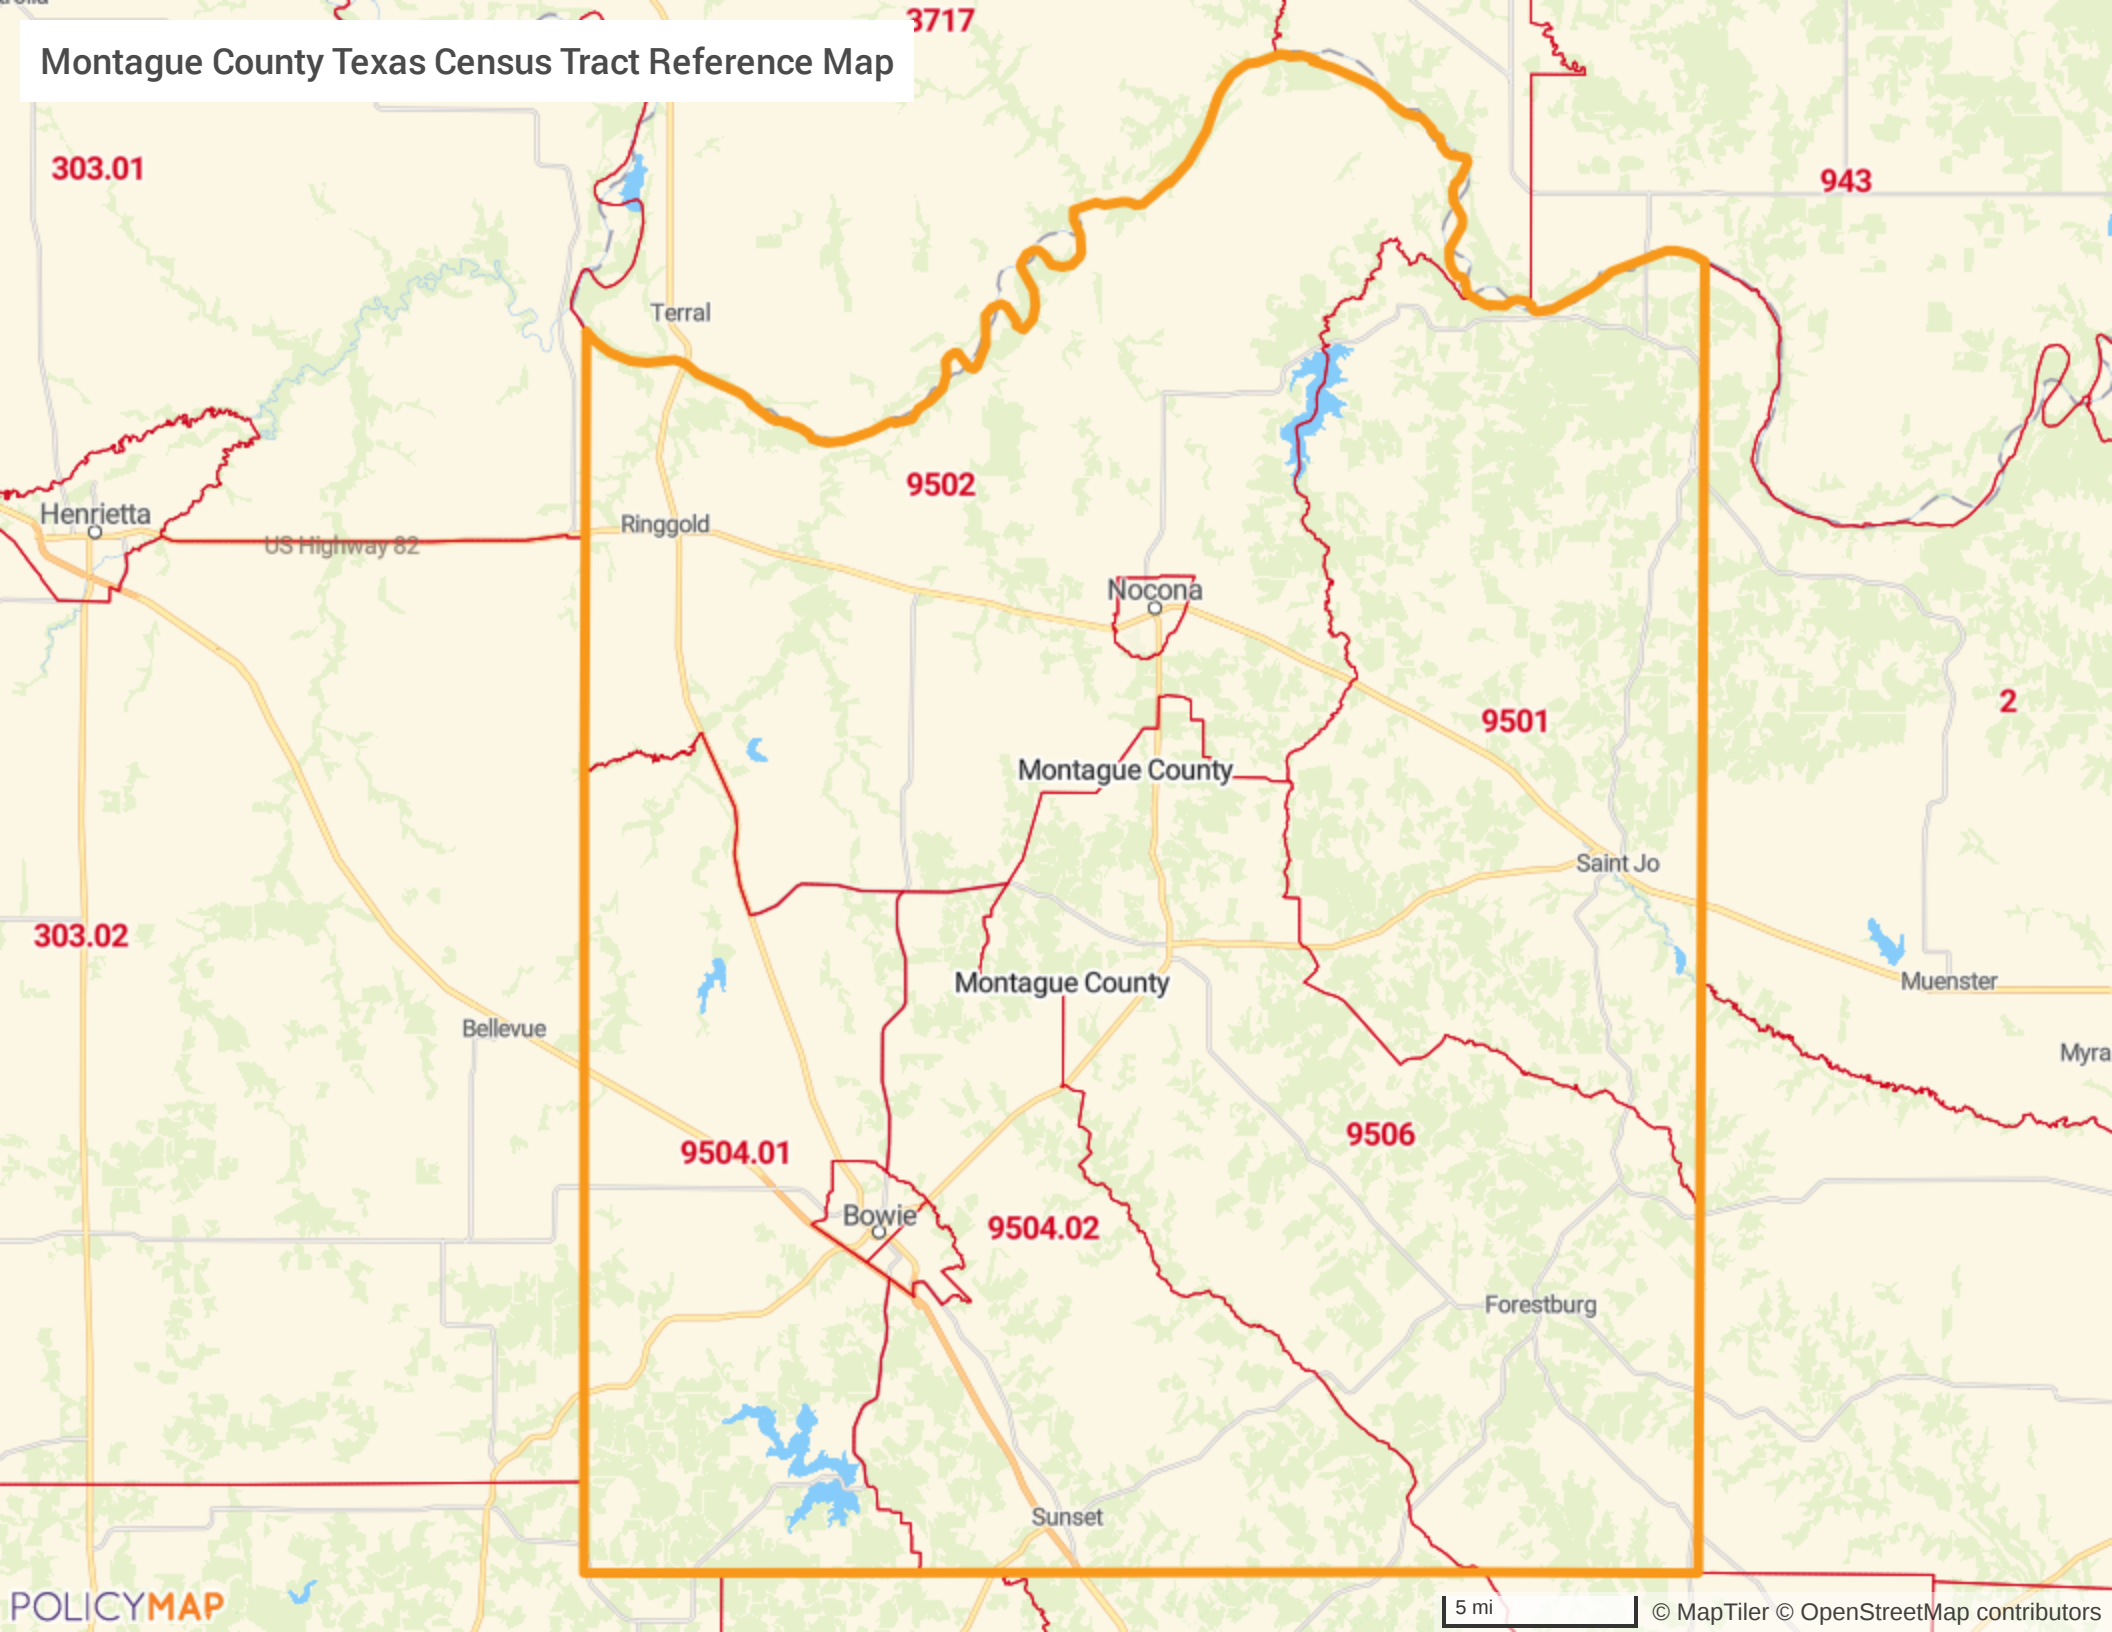 3717
Montague County Texas Census Tract Reference Map
303.01
943
Terral
9502
Henrietta
Ringgold
US Highway 82
Nocona
2
9501
Montague County
Saint Jo
303.02
Muenster
Montague County
Bellevue
Myra
9506
9504.01
Bowie
9504.02
Forestburg
Sunset
POLICYMAP
5 mi
© MapTiler © OpenStreetMap contributors